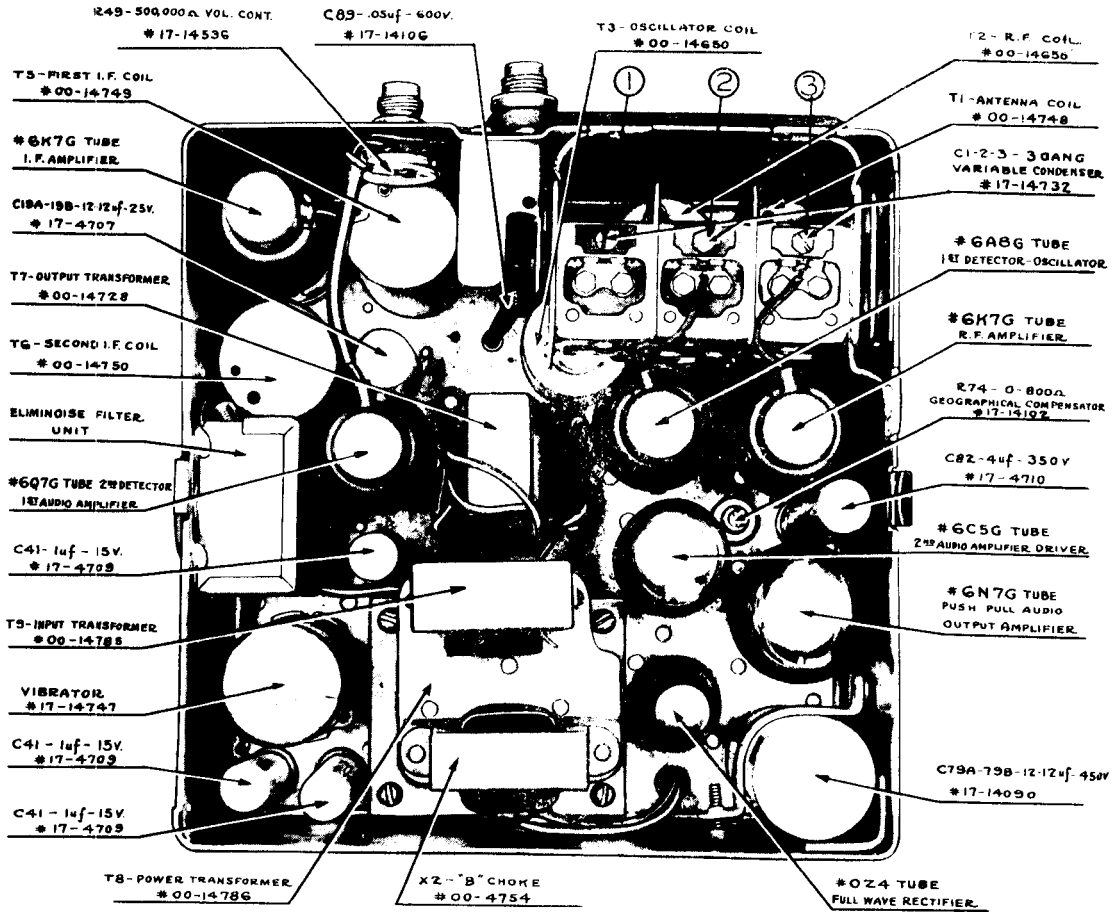 R49-500,000Ω VOL. CONT.
#17-14536
C89-.05uf-600V.
#17-14106
T3-OSCILLATOR COIL
#00-14650
T2-R.F. COIL.
#00-14656
T5-FIRST I.F. COIL
#00-14749
#6K7G TUBE
I.F. AMPLIFIER
C19A-19B-12-12uf-25V.
#17-4707
T7-OUTPUT TRANSFORMER
#00-14728
T6-SECOND I.F. COIL
#00-14750
ELIMINOISE FILTER
UNIT
#6Q7G TUBE 2ND DETECTOR
1ST AUDIO AMPLIFIER
C41-1uf-15V.
#17-4709
T9-INPUT TRANSFORMER
#00-14785
VIBRATOR
#17-14747
C41-1uf-15V.
#17-4709
C41-1uf-15V.
#17-4709
T8-POWER TRANSFORMER
#00-14786
X2-"B" CHOKE
#00-4754
1
2
3
T1-ANTENNA COIL
#00-14748
C1-2-3-3 GANG
VARIABLE CONDENSER
#17-14732
#6A8G TUBE
1ST DETECTOR-OSCILLATOR
#6K7G TUBE
R.F. AMPLIFIER
R74-0-800Ω
GEOGRAPHICAL COMPENSATOR
#17-14192
C82-4uf-350V
#17-4710
#6C5G TUBE
2ND AUDIO AMPLIFIER DRIVER
#6N7G TUBE
PUSH PULL AUDIO
OUTPUT AMPLIFIER
C79A-79B-12-12uf-450V
#17-14090
#OZ4 TUBE
FULL WAVE RECTIFIER